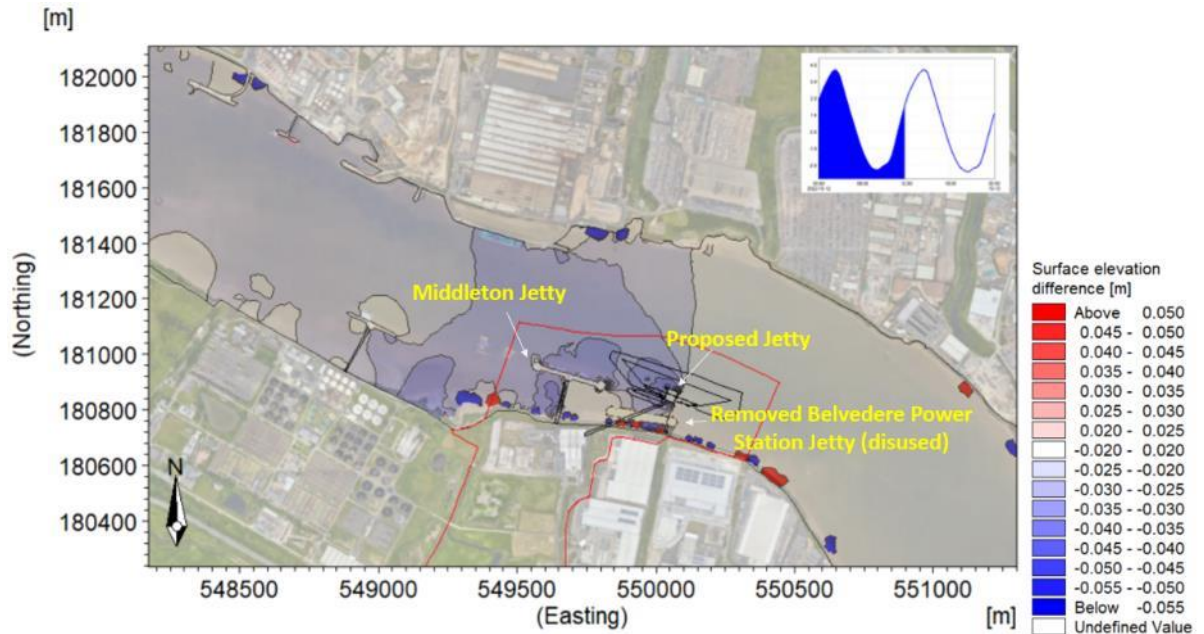 [m]
182000
181800
181600
181400
181200
181000
180800
180600
180400
(Northing)
Middleton Jetty
Proposed Jetty
Removed Belvedere Power
Station Jetty (disused)
N
548500 549000 549500 550000 550500 551000
(Easting) [m]
Surface elevation
difference [m]
Above 0.050
0.045 - 0.050
0.040 - 0.045
0.035 - 0.040
0.030 - 0.035
0.025 - 0.030
0.020 - 0.025
-0.020 - 0.020
-0.025 - -0.020
-0.030 - -0.025
-0.035 - -0.030
-0.040 - -0.035
-0.045 - -0.040
-0.050 - -0.045
-0.055 - -0.050
Below -0.055
Undefined Value